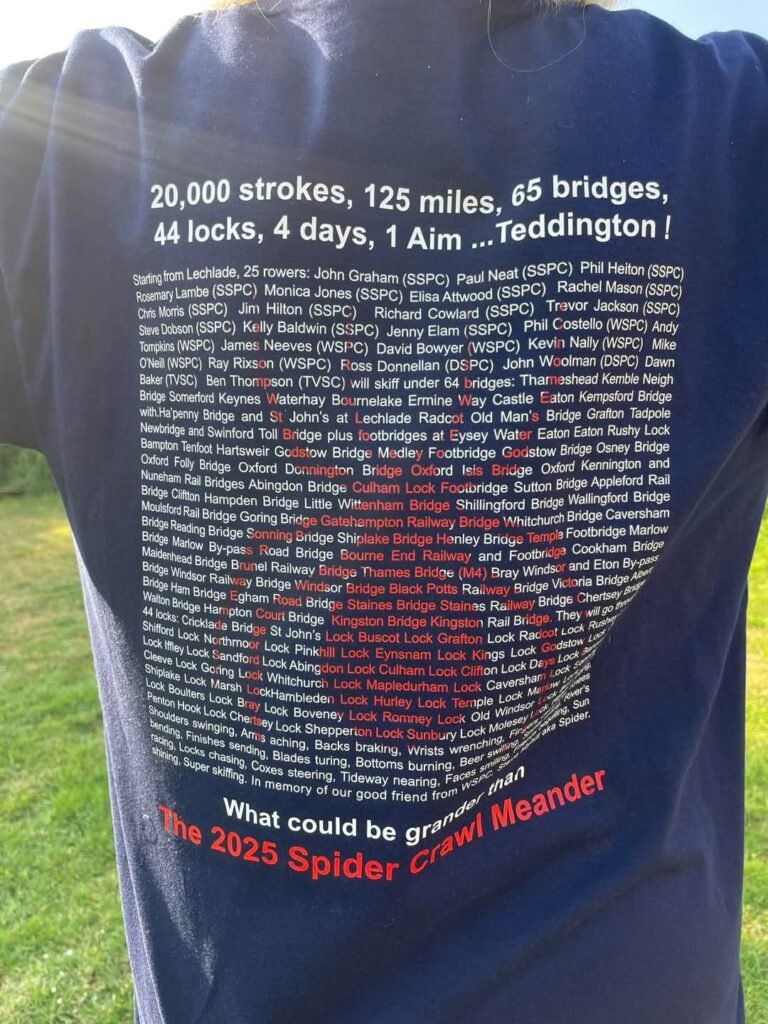 20,000 strokes, 125 miles, 65 bridges,
44 locks, 4 days, 1 Aim ...Teddington !
Starting from Lechlade, 25 rowers: John Graham (SSPC) Paul Neat (SSPC) Phil Heiton (SSPC)
Rosemary Lambe (SSPC) Monica Jones (SSPC) Elisa Attwood (SSPC) Rachel Mason (SSPC)
Chris Morris (SSPC) Jim Hilton (SSPC) Richard Cowlard (SSPC) Trevor Jackson (SSPC)
Steve Dobson (SSPC) Kelly Baldwin (SSPC) Jenny Elam (SSPC) Phil Costello (WSPC) Andy
Tompkins (WSPC) James Neeves (WSPC) David Bowyer (WSPC) Kevin Nally (WSPC) Mike
O'Neill (WSPC) Ray Rixson (WSPC) Ross Donnellan (DSPC) John Woolman (DSPC) Dawn
Baker (TVSC) Ben Thompson (TVSC) will skiff under 64 bridges: Thameshead Kemble Neigh
Bridge Somerford Keynes Waterhay Bournelake Ermine Way Castle Eaton Kempsford Bridge
with.Ha'penny Bridge and St John's at Lechlade Radcot Old Man's Bridge Grafton Tadpole
Newbridge and Swinford Toll Bridge plus footbridges at Eysey Water Eaton Eaton Rushy Lock
Bampton Tenfoot Hartsweir Godstow Bridge Medley Footbridge Godstow Bridge Osney Bridge
Oxford Folly Bridge Oxford Donnington Bridge Oxford Isis Bridge Oxford Kennington and
Nuneham Rail Bridges Abingdon Bridge Culham Lock Footbridge Sutton Bridge Appleford Rail
Bridge Cliftton Hampden Bridge Little Wittenham Bridge Shillingford Bridge Wallingford Bridge
Moulsford Rail Bridge Goring Bridge Gatehampton Railway Bridge Whitchurch Bridge Caversham
Bridge Reading Bridge Sonning Bridge Shiplake Bridge Henley Bridge Temple Footbridge Marlow
Bridge Marlow By-pass Road Bridge Bourne End Railway and Footbridge Cookham Bridge
Maidenhead Bridge Brunel Railway Bridge Thames Bridge (M4) Bray Windsor and Eton By-pass
Bridge Windsor Railway Bridge Windsor Bridge Black Potts Railway Bridge Victoria Bridge Albert
Bridge Ham Bridge Egham Road Bridge Staines Bridge Staines Railway Bridge Chertsey Bridge
Walton Bridge Hampton Court Bridge Kingston Bridge Kingston Rail Bridge. They will go
44 locks: Cricklade Bridge St John's Lock Buscot Lock Grafton Lock Radcot Lock
Shifford Lock Northmoor Lock Pinkhill Lock Eynsham Lock Kings Lock Godstow Lock
Lock Iffley Lock Sandford Lock Abingdon Lock Culham Lock Clifton Lock Days Lock
Cleeve Lock Goring Lock Whitchurch Lock Mapledurham Lock Caversham Lock
Shiplake Lock Marsh LockHambleden Lock Hurley Lock Temple Lock Marlow Lock
Lock Boulters Lock Bray Lock Boveney Lock Romney Lock Old Windsor Lock
Penton Hook Lock Chertsey Lock Shepperton Lock Sunbury Lock Molesey Lock River's
Shoulders swinging, Arms aching, Backs braking, Wrists wrenching,
bending, Finishes sending, Blades turing, Bottoms burning, Beer swilling, Sun
racing, Locks chasing, Coxes steering, Tideway nearing, Faces aka Spider.
shining, Super skiffing. In memory of our good friend from WSPC,
What could be grander than
The 2025 Spider Crawl Meander